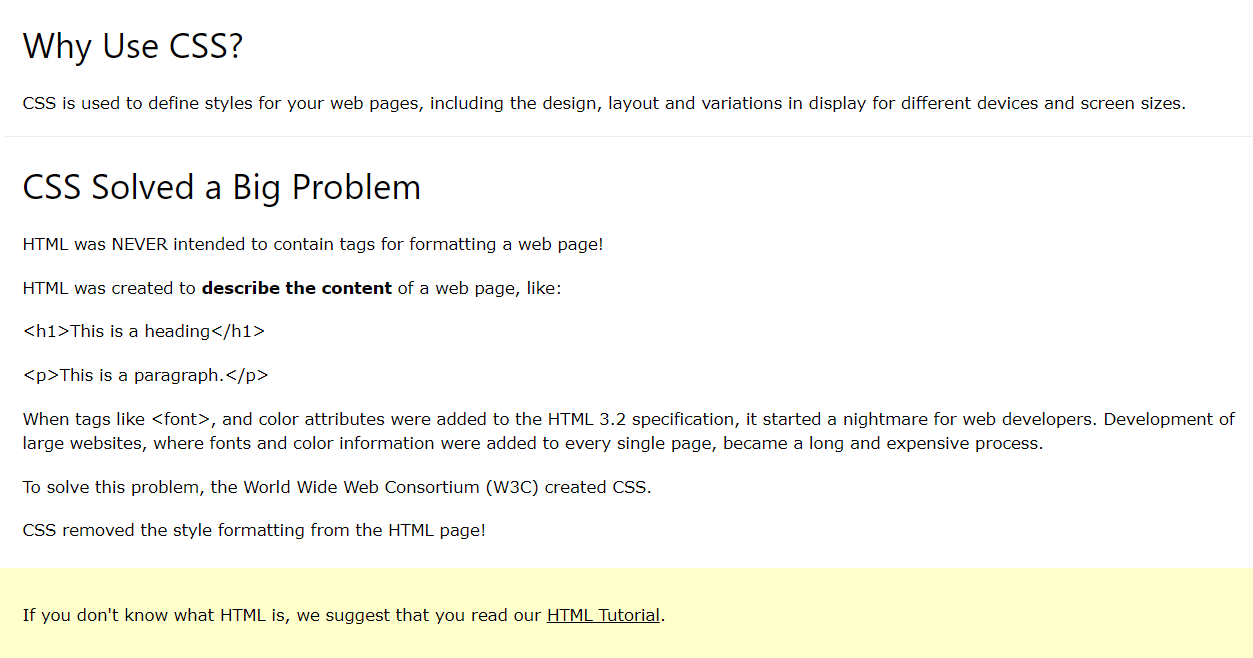 Why Use CSS?
CSS is used to define styles for your web pages, including the design, layout and variations in display for different devices and screen sizes.
CSS Solved a Big Problem
HTML was NEVER intended to contain tags for formatting a web page!
HTML was created to describe the content of a web page, like:
<h1>This is a heading</h1>
<p>This is a paragraph.</p>
When tags like <font>, and color attributes were added to the HTML 3.2 specification, it started a nightmare for web developers. Development of
large websites, where fonts and color information were added to every single page, became a long and expensive process.
To solve this problem, the World Wide Web Consortium (W3C) created CSS.
CSS removed the style formatting from the HTML page!
If you don't know what HTML is, we suggest that you read our HTML Tutorial.